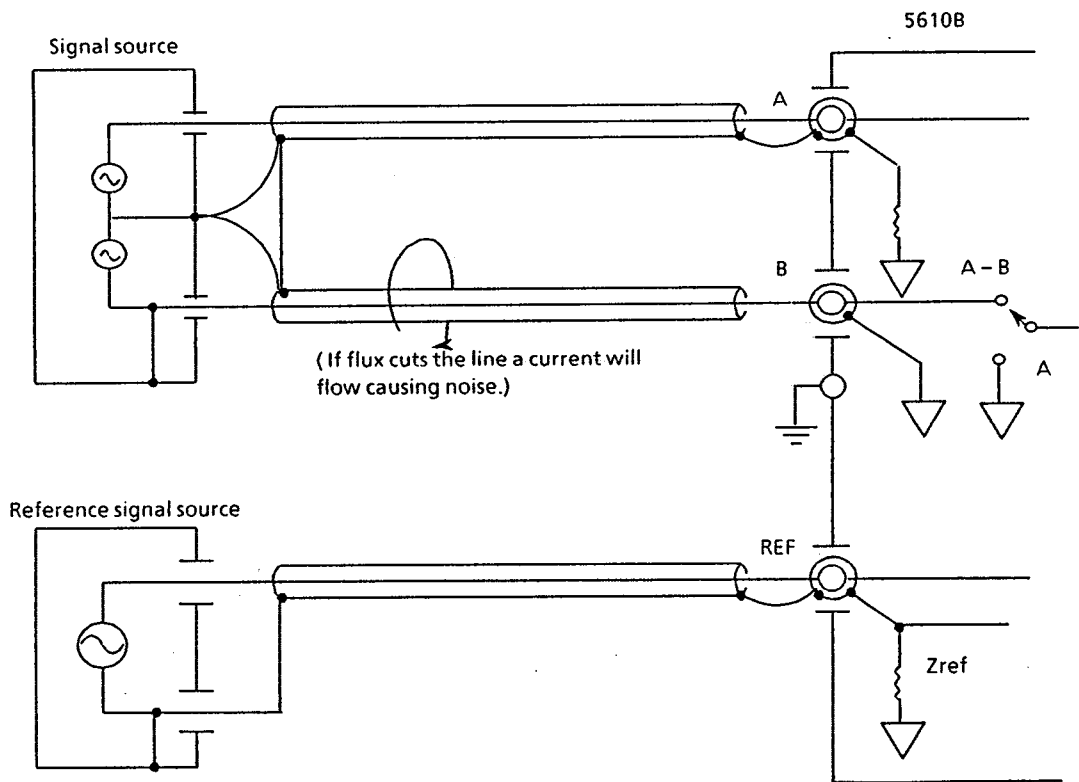 5610B
Signal source
A
B
A – B
(If flux cuts the line a current will
flow causing noise.)
A
Reference signal source
REF
Zref